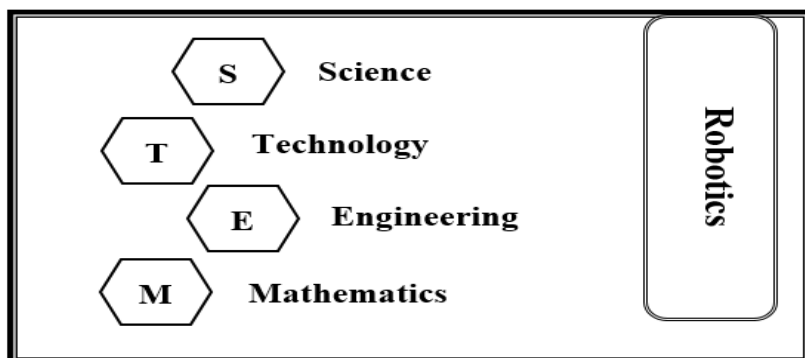 S Science
T Technology
E Engineering
M Mathematics
Robotics